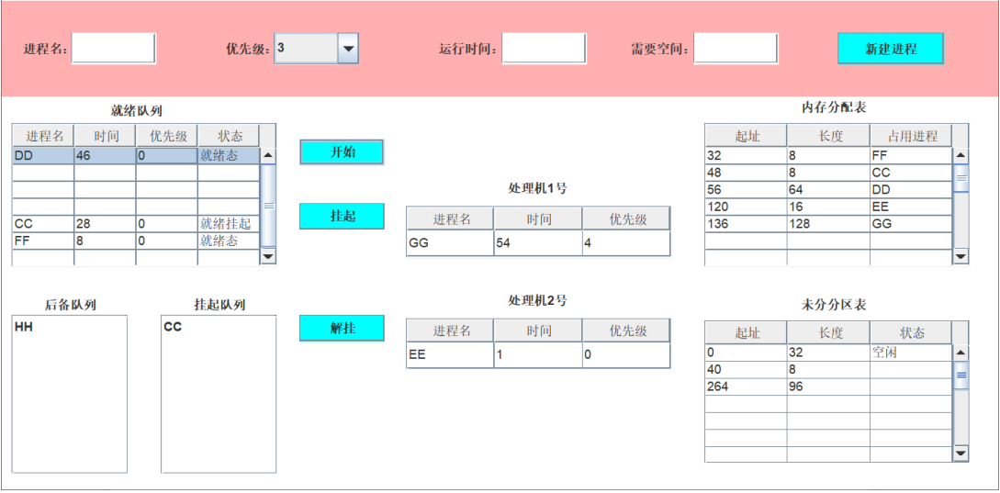 进程名: 优先级: 3 运行时间: 需要空间: 新建进程
就绪队列
进程名 时间 优先级 状态
DD 46 0 就绪态
CC 28 0 就绪挂起
FF 8 0 就绪态
开始
挂起
解挂
处理机1号
进程名 时间 优先级
GG 54 4
处理机2号
进程名 时间 优先级
EE 1 0
内存分配表
起址 长度 占用进程
32 8 FF
48 8 CC
56 64 DD
120 16 EE
136 128 GG
后备队列
HH
挂起队列
CC
未分分区表
起址 长度 状态
0 32 空闲
40 8
264 96